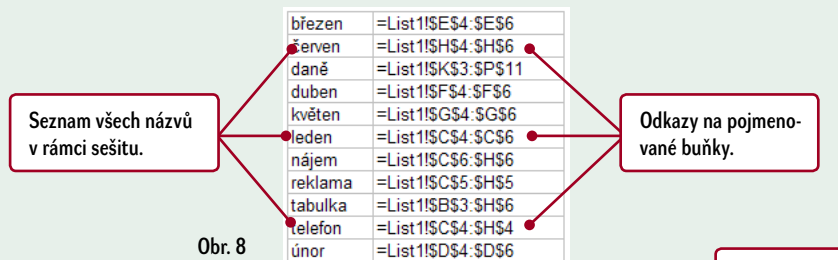 březen =List1!$E$4:$E$6
červen =List1!$H$4:$H$6
daně =List1!$K$3:$P$11
duben =List1!$F$4:$F$6
květen =List1!$G$4:$G$6
leden =List1!$C$4:$C$6
nájem =List1!$C$6:$H$6
reklama =List1!$C$5:$H$5
tabulka =List1!$B$3:$H$6
telefon =List1!$C$4:$H$4
únor =List1!$D$4:$D$6
Seznam všech názvů
v rámci sešitu.
Odkazy na pojmeno-
vané buňky.
Obr. 8